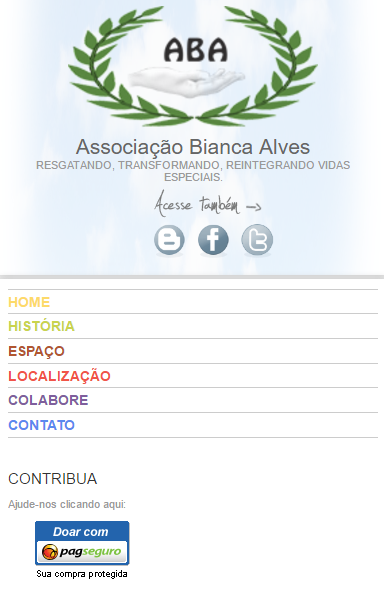 ABA
Associação Bianca Alves
RESGATANDO, TRANSFORMANDO, REINTEGRANDO VIDAS
ESPECIAIS.
Acesse também
HOME
HISTÓRIA
ESPAÇO
LOCALIZAÇÃO
COLABORE
CONTATO
CONTRIBUA
Ajude-nos clicando aqui:
Doar com
pagseguro
Sua compra protegida